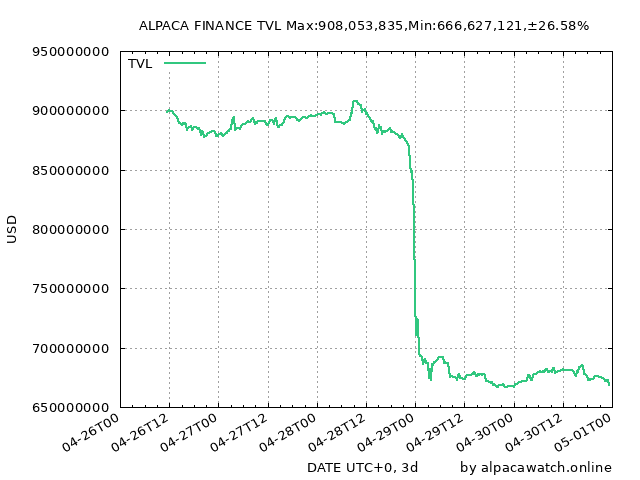 ALPACA FINANCE TVL Max:908,053,835,Min:666,627,121,±26.58%
TVL
950000000
900000000
850000000
800000000
750000000
700000000
650000000
USD
04-26T00
04-26T12
04-27T00
04-27T12
04-28T00
04-28T12
04-29T00
04-29T12
04-30T00
04-30T12
05-01T00
DATE UTC+0, 3d
by alpacawatch.online